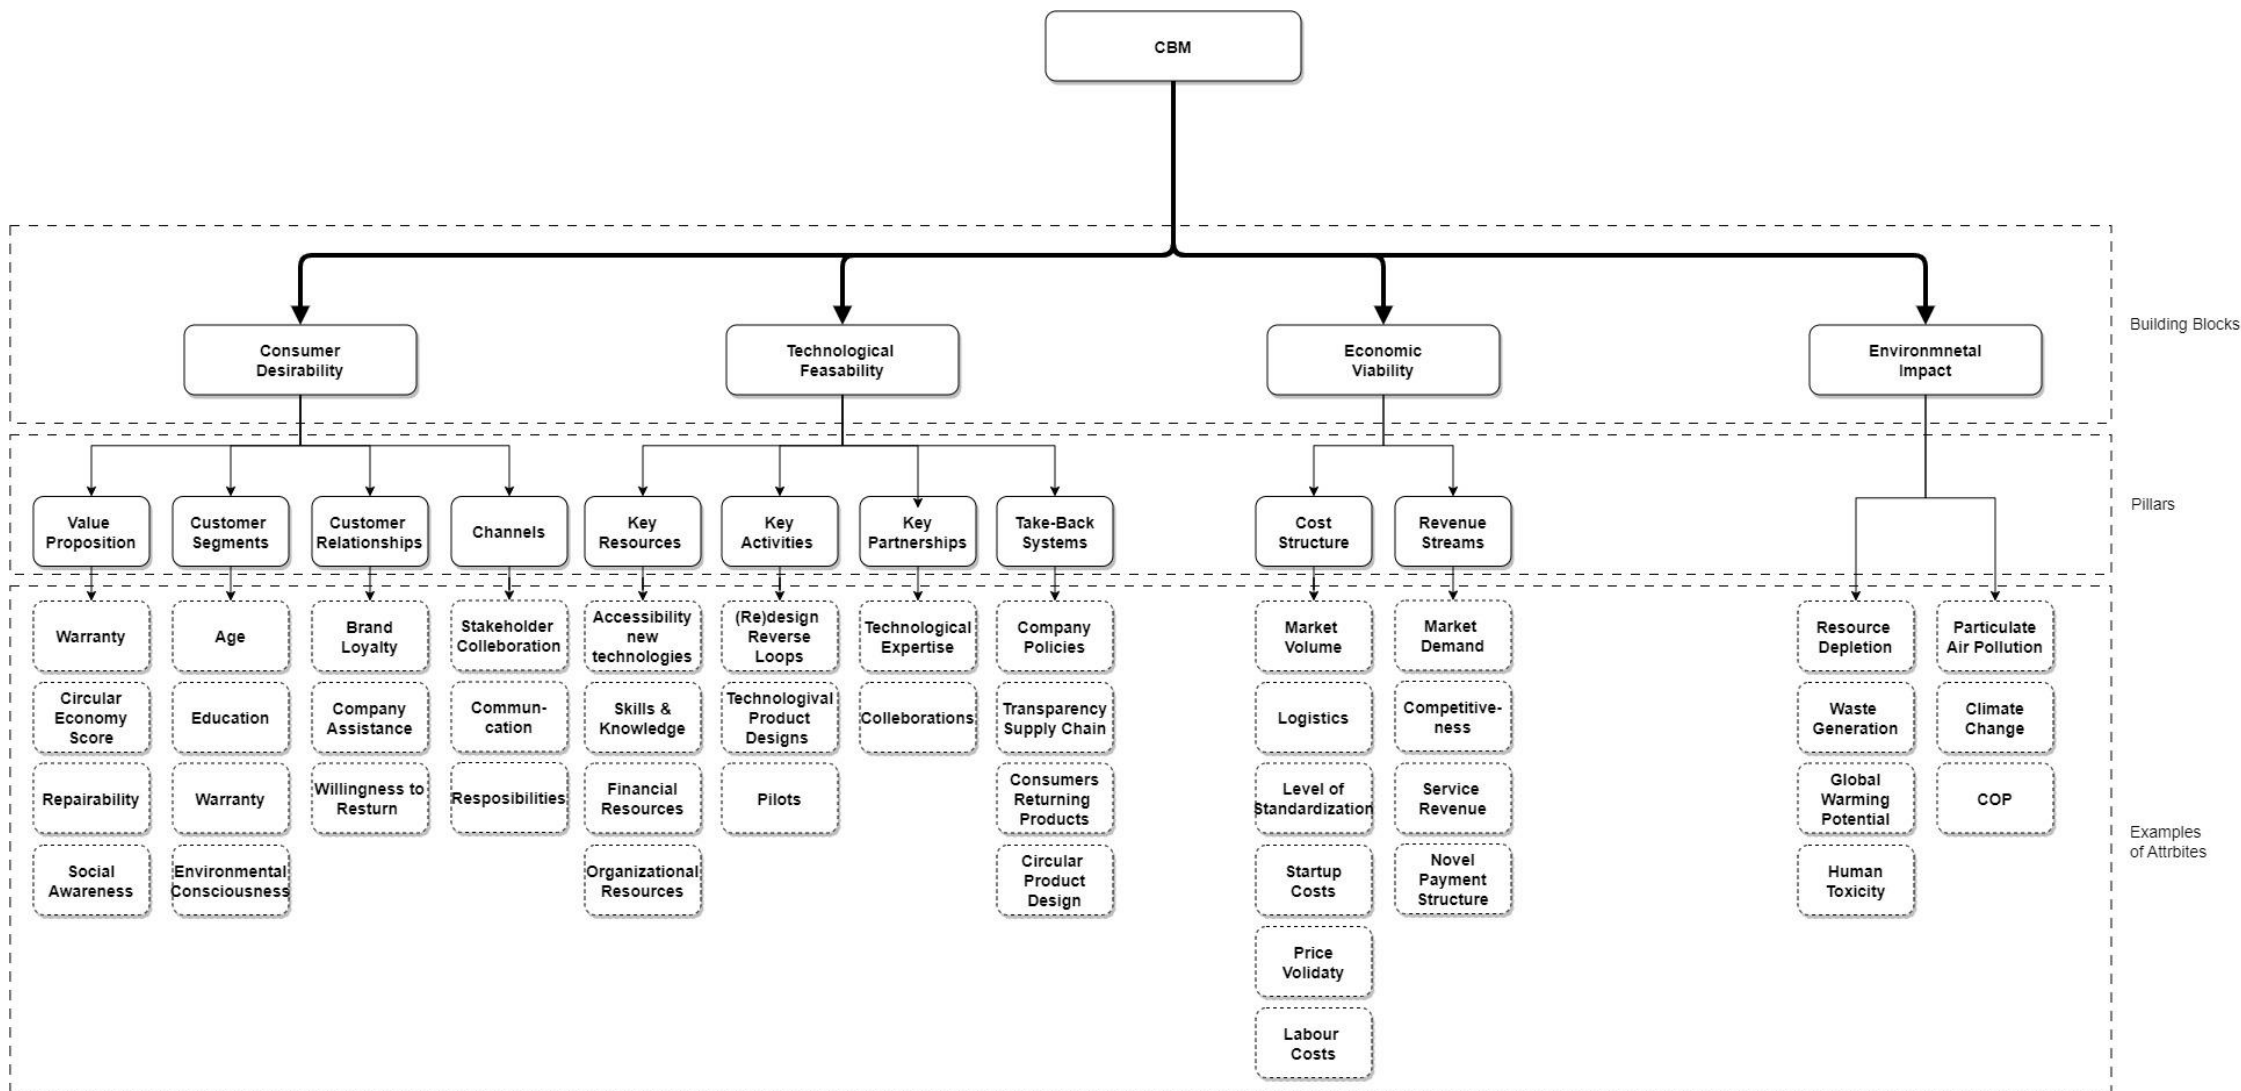 CBM
Building Blocks
Consumer
Desirability
Technological
Feasability
Economic
Viability
Environmnetal
Impact
Pillars
Value
Proposition
Customer
Segments
Customer
Relationships
Channels
Key
Resources
Key
Activities
Key
Partnerships
Take-Back
Systems
Cost
Structure
Revenue
Streams
Examples
of Attrbites
Warranty
Circular
Economy
Score
Repairability
Social
Awareness
Age
Education
Warranty
Environmental
Consciousness
Brand
Loyalty
Company
Assistance
Willingness to
Resturn
Stakeholder
Colleboration
Commun-
cation
Resposibilities
Accessibility
new
technologies
Skills &
Knowledge
Financial
Resources
Organizational
Resources
(Re)design
Reverse
Loops
Technologival
Product
Designs
Pilots
Technological
Expertise
Colleborations
Company
Policies
Transparency
Supply Chain
Consumers
Returning
Products
Circular
Product
Design
Market
Volume
Logistics
Level of
Standardization
Startup
Costs
Price
Volidaty
Labour
Costs
Market
Demand
Competitive-
ness
Service
Revenue
Novel
Payment
Structure
Resource
Depletion
Waste
Generation
Global
Warming
Potential
Human
Toxicity
Particulate
Air Pollution
Climate
Change
COP